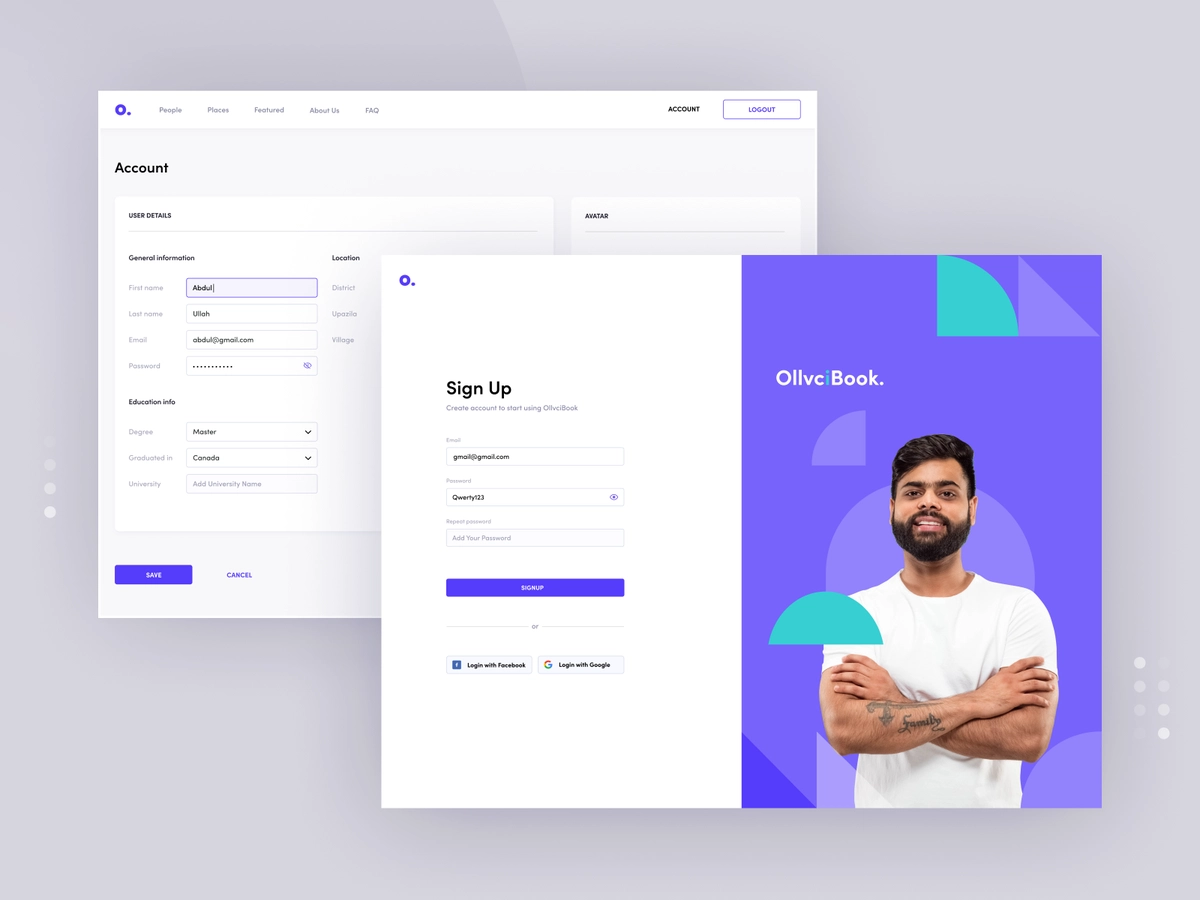 o.
People Places Featured About Us FAQ ACCOUNT LOGOUT
Account
USER DETAILS
General information
First name Abdul
Last name Ullah
Email abdul@gmail.com
Password •••••••••••
Education info
Degree Master
Graduated in Canada
University Add University Name
Location
District
Upazila
Village
AVATAR
SAVE CANCEL
o.
Sign Up
Create account to start using OllvciBook
Email
gmail@gmail.com
Password
Qwerty123
Repeat password
Add Your Password
SIGNUP
or
f Login with Facebook G Login with Google
OllvciBook.
Family